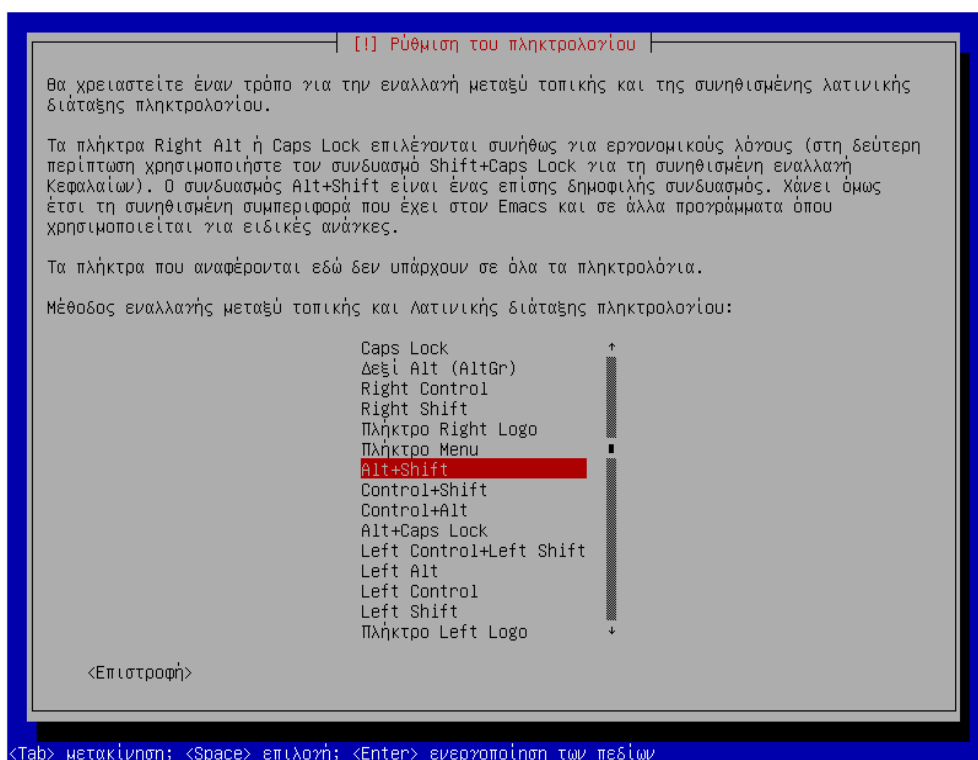 [!] Ρύθμιση του πληκτρολογίου
Θα χρειαστείτε έναν τρόπο για την εναλλαγή μεταξύ τοπικής και της συνηθισμένης λατινικής
διάταξης πληκτρολογίου.
Τα πλήκτρα Right Alt ή Caps Lock επιλέγονται συνήθως για εργονομικούς λόγους (στη δεύτερη
περίπτωση χρησιμοποιήστε τον συνδυασμό Shift+Caps Lock για τη συνηθισμένη εναλλαγή
Κεφαλαίων). Ο συνδυασμός Alt+Shift είναι ένας επίσης δημοφιλής συνδυασμός. Χάνει όμως
έτσι τη συνηθισμένη συμπεριφορά που έχει στον Emacs και σε άλλα προγράμματα όπου
χρησιμοποιείται για ειδικές ανάγκες.
Τα πλήκτρα που αναφέρονται εδώ δεν υπάρχουν σε όλα τα πληκτρολόγια.
Μέθοδος εναλλαγής μεταξύ τοπικής και Λατινικής διάταξης πληκτρολογίου:
Caps Lock
Δεξί Alt (AltGr)
Right Control
Right Shift
Πλήκτρο Right Logo
Πλήκτρο Menu
Alt+Shift
Control+Shift
Control+Alt
Alt+Caps Lock
Left Control+Left Shift
Left Alt
Left Control
Left Shift
Πλήκτρο Left Logo
<Επιστροφή>
<Tab> μετακίνηση; <Space> επιλογή; <Enter> ενεργοποίηση των πεδίων